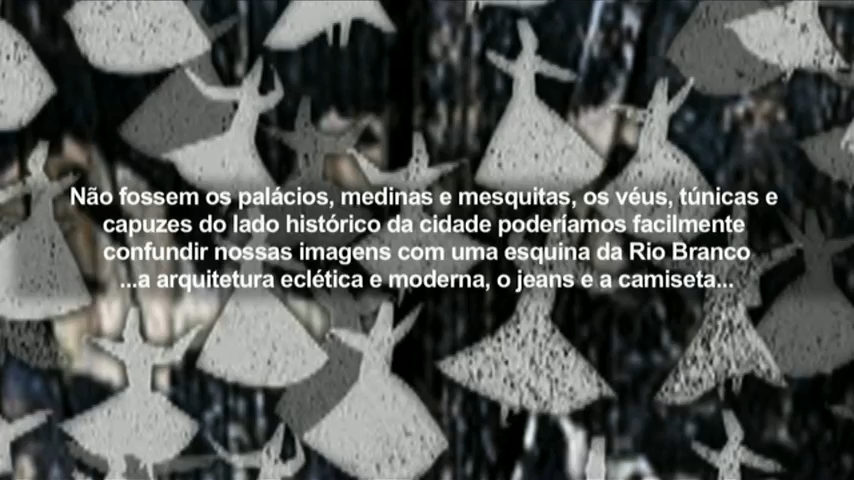 Não fossem os palácios, medinas e mesquitas, os véus, túnicas e
capuzes do lado histórico da cidade poderíamos facilmente
confundir nossas imagens com uma esquina da Rio Branco
...a arquitetura eclética e moderna, o jeans e a camiseta...